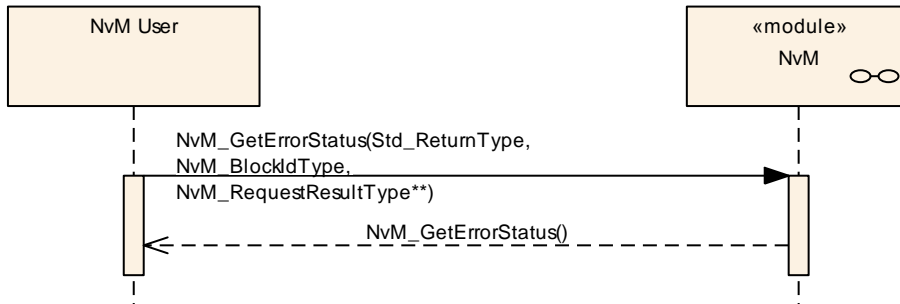 NvM User
«module»
NvM
NvM_GetErrorStatus(Std_ReturnType,
NvM_BlockIdType,
NvM_RequestResultType**)
NvM_GetErrorStatus()